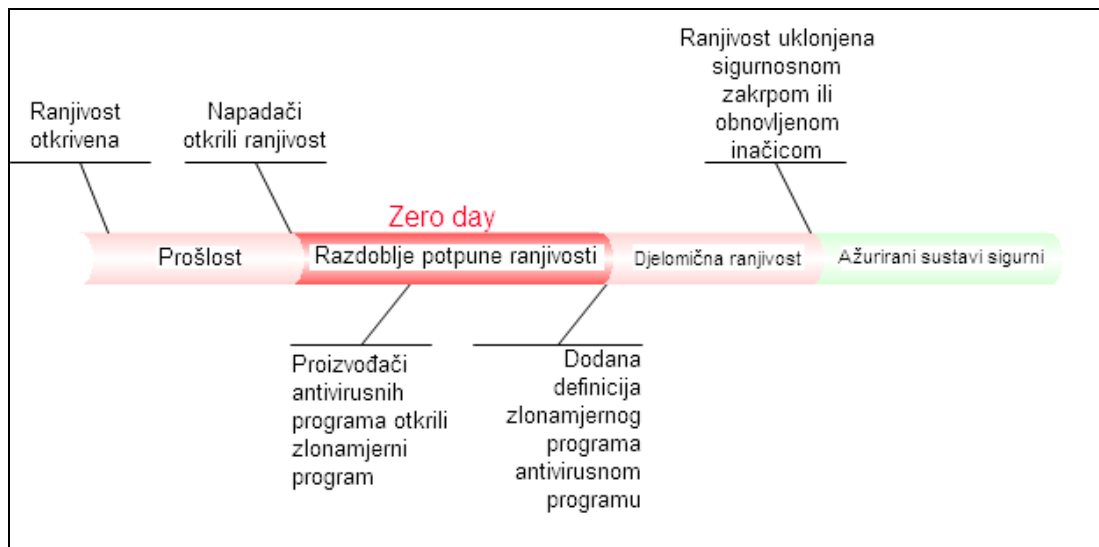 Ranjivost
otkrivena
Napadači
otkrili ranjivost
Ranjivost uklonjena
sigurnosnom
zakrpom ili
obnovljenom
inačicom
Zero day
Prošlost
Razdoblje potpune ranjivosti
Djelomična ranjivost
Ažurirani sustavi sigurni
Proizvođači
antivirusnih
programa otkrili
zlonamjerni
program
Dodana
definicija
zlonamjernog
programa
antivirusnom
programu